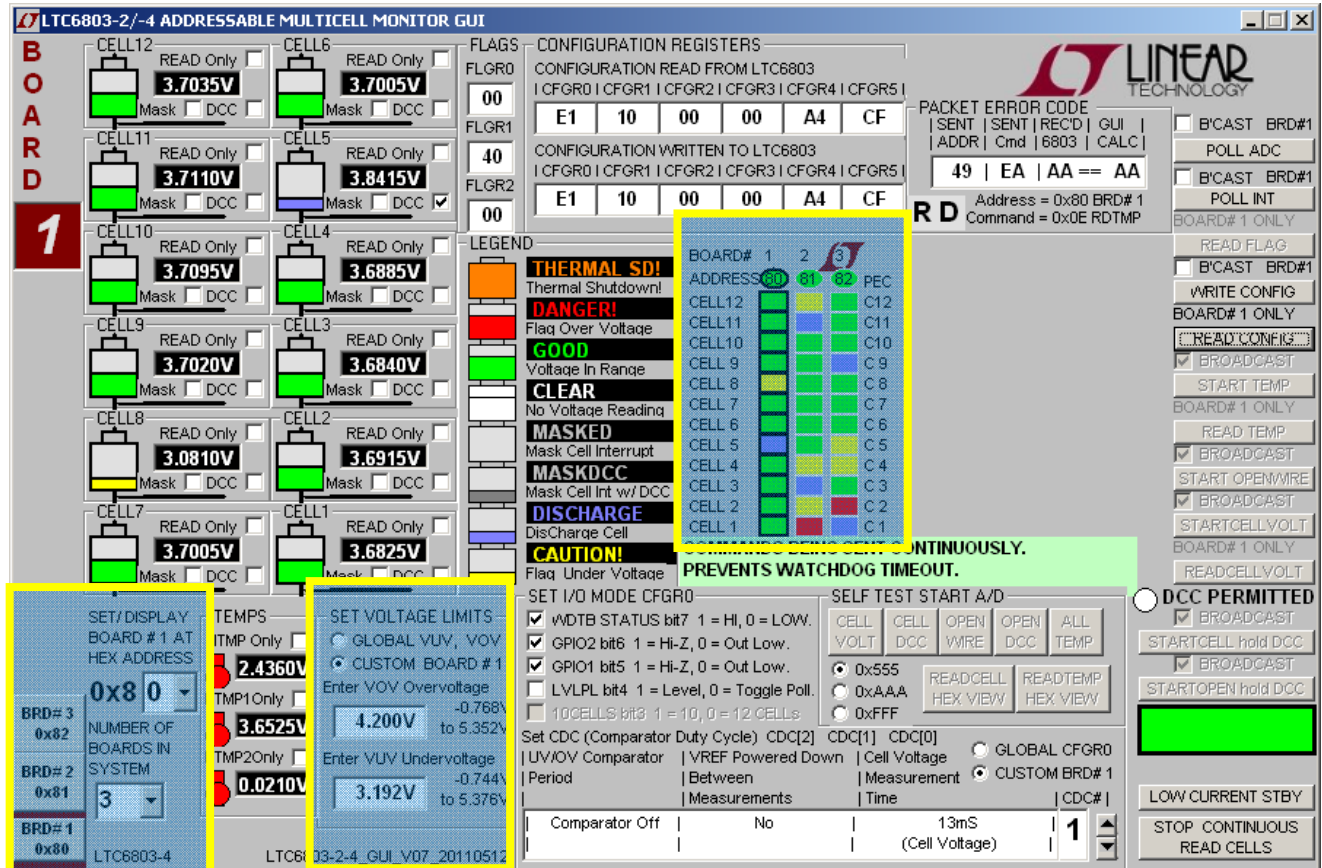 LTC6803-2/-4 ADDRESSABLE MULTICELL MONITOR GUI
BOARD
1
CELL12
READ Only
3.7035V
Mask DCC
CELL6
READ Only
3.7005V
Mask DCC
CELL11
READ Only
3.7110V
Mask DCC
CELL5
READ Only
3.8415V
Mask DCC
CELL10
READ Only
3.7095V
Mask DCC
CELL4
READ Only
3.6885V
Mask DCC
CELL9
READ Only
3.7020V
Mask DCC
CELL3
READ Only
3.6840V
Mask DCC
CELL8
READ Only
3.0810V
Mask DCC
CELL2
READ Only
3.6915V
Mask DCC
CELL7
READ Only
3.7005V
Mask DCC
CELL1
READ Only
3.6825V
Mask DCC
FLAGS
FLGR0
00
FLGR1
40
FLGR2
00
CONFIGURATION REGISTERS
CONFIGURATION READ FROM LTC6803
| CFGR0 | CFGR1 | CFGR2 | CFGR3 | CFGR4 | CFGR5 |
E1 10 00 00 A4 CF
CONFIGURATION WRITTEN TO LTC6803
| CFGR0 | CFGR1 | CFGR2 | CFGR3 | CFGR4 | CFGR5 |
E1 10 00 00 A4 CF
LINEAR
TECHNOLOGY
PACKET ERROR CODE
| SENT | SENT | REC'D | GUI |
| ADDR | Cmd | 6803 | CALC |
49 | EA | AA == AA
R D
Address = 0x80 BRD# 1
Command = 0x0E RDTMP
LEGEND
THERMAL SD!
Thermal Shutdown!
DANGER!
Flag Over Voltage
GOOD
Voltage In Range
CLEAR
No Voltage Reading
MASKED
Mask Cell Interrupt
MASKDCC
Mask Cell Int w/ DCC
DISCHARGE
DisCharge Cell
CAUTION!
Flag Under Voltage
BOARD# 1 2 3
ADDRESS 80 81 82 PEC
CELL12 C12
CELL11 C11
CELL10 C10
CELL 9 C 9
CELL 8 C 8
CELL 7 C 7
CELL 6 C 6
CELL 5 C 5
CELL 4 C 4
CELL 3 C 3
CELL 2 C 2
CELL 1 C 1
COMMANDS BEING SENT CONTINUOUSLY.
PREVENTS WATCHDOG TIMEOUT.
B'CAST BRD#1
POLL ADC
B'CAST BRD#1
POLL INT
BOARD# 1 ONLY
READ FLAG
B'CAST BRD#1
WRITE CONFIG
BOARD# 1 ONLY
READ CONFIG
BROADCAST
START TEMP
BOARD# 1 ONLY
READ TEMP
BROADCAST
START OPENWIRE
BROADCAST
STARTCELLVOLT
BOARD# 1 ONLY
READCELLVOLT
DCC PERMITTED
BROADCAST
STARTCELL hold DCC
BROADCAST
STARTOPEN hold DCC
LOW CURRENT STBY
STOP CONTINUOUS
READ CELLS
BRD# 3
0x82
BRD# 2
0x81
BRD# 1
0x80
SET/DISPLAY
BOARD # 1 AT
HEX ADDRESS
0x8 0
NUMBER OF
BOARDS IN
SYSTEM
3
LTC6803-4
TEMPS
ITMP Only
2.4360V
TMP1Only
3.6525V
TMP2Only
0.0210V
SET VOLTAGE LIMITS
GLOBAL VUV, VOV
CUSTOM BOARD # 1
Enter VOV Overvoltage
4.200V
-0.768V
to 5.352V
Enter VUV Undervoltage
3.192V
-0.744V
to 5.376V
LTC6803-2-4_GUI_V07_20110512
SET I/O MODE CFGR0
WDTB STATUS bit7 1 = HI, 0 = LOW.
GPIO2 bit6 1 = Hi-Z, 0 = Out Low.
GPIO1 bit5 1 = Hi-Z, 0 = Out Low.
LVLPL bit4 1 = Level, 0 = Toggle Poll.
10CELLS bit3 1 = 10, 0 = 12 CELLs
SELF TEST START A/D
CELL VOLT
CELL DCC
OPEN WIRE
OPEN DCC
ALL TEMP
0x555
0xAAA
0xFFF
READCELL
HEX VIEW
READTEMP
HEX VIEW
Set CDC (Comparator Duty Cycle) CDC[2] CDC[1] CDC[0]
GLOBAL CFGR0
CUSTOM BRD# 1
| UV/OV Comparator | VREF Powered Down | Cell Voltage
| Period | Between | Measurement
| | Measurements | Time | CDC# |
| Comparator Off | No | 13mS | 1
| | | (Cell Voltage) |